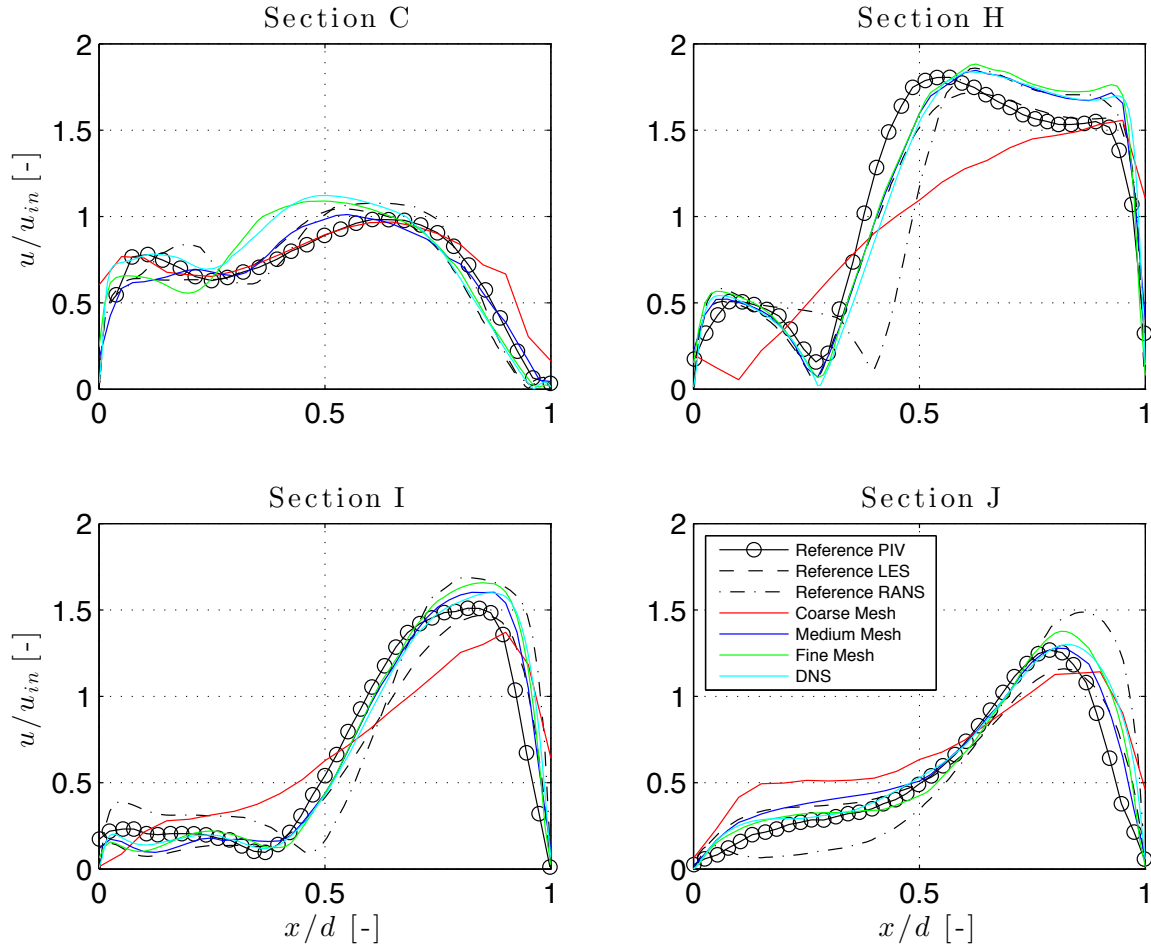 Section C
2
1.5
1
0.5
0
0
0.5
1
u/u_in [-]
Section H
2
1.5
1
0.5
0
0
0.5
1
Section I
2
1.5
1
0.5
0
0
0.5
1
u/u_in [-]
x/d [-]
Section J
2
1.5
1
0.5
0
0
0.5
1
x/d [-]
Reference PIV
Reference LES
Reference RANS
Coarse Mesh
Medium Mesh
Fine Mesh
DNS